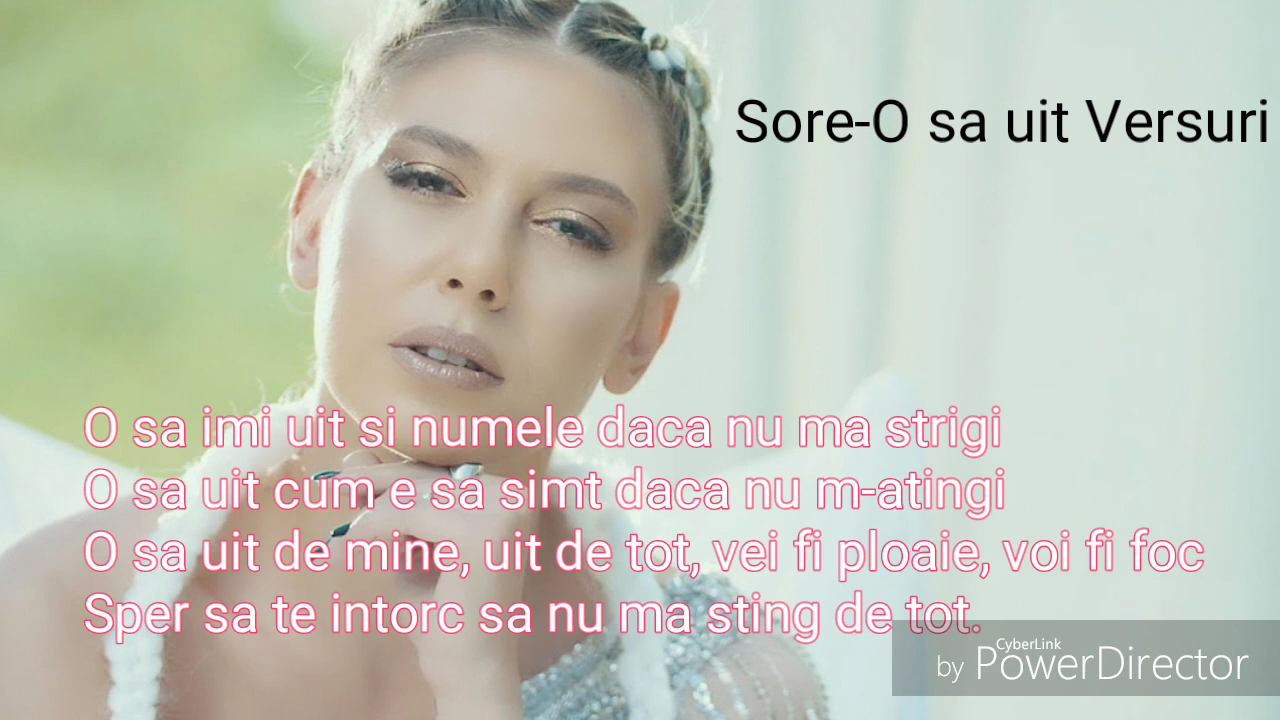 Sore-O sa uit Versuri
O sa imi uit si numele daca nu ma strigi
O sa uit cum e sa simt daca nu m-atingi
O sa uit de mine, uit de tot, vei fi ploaie, voi fi foc
Sper sa te intorc sa nu ma sting de tot.
CyberLink
by PowerDirector